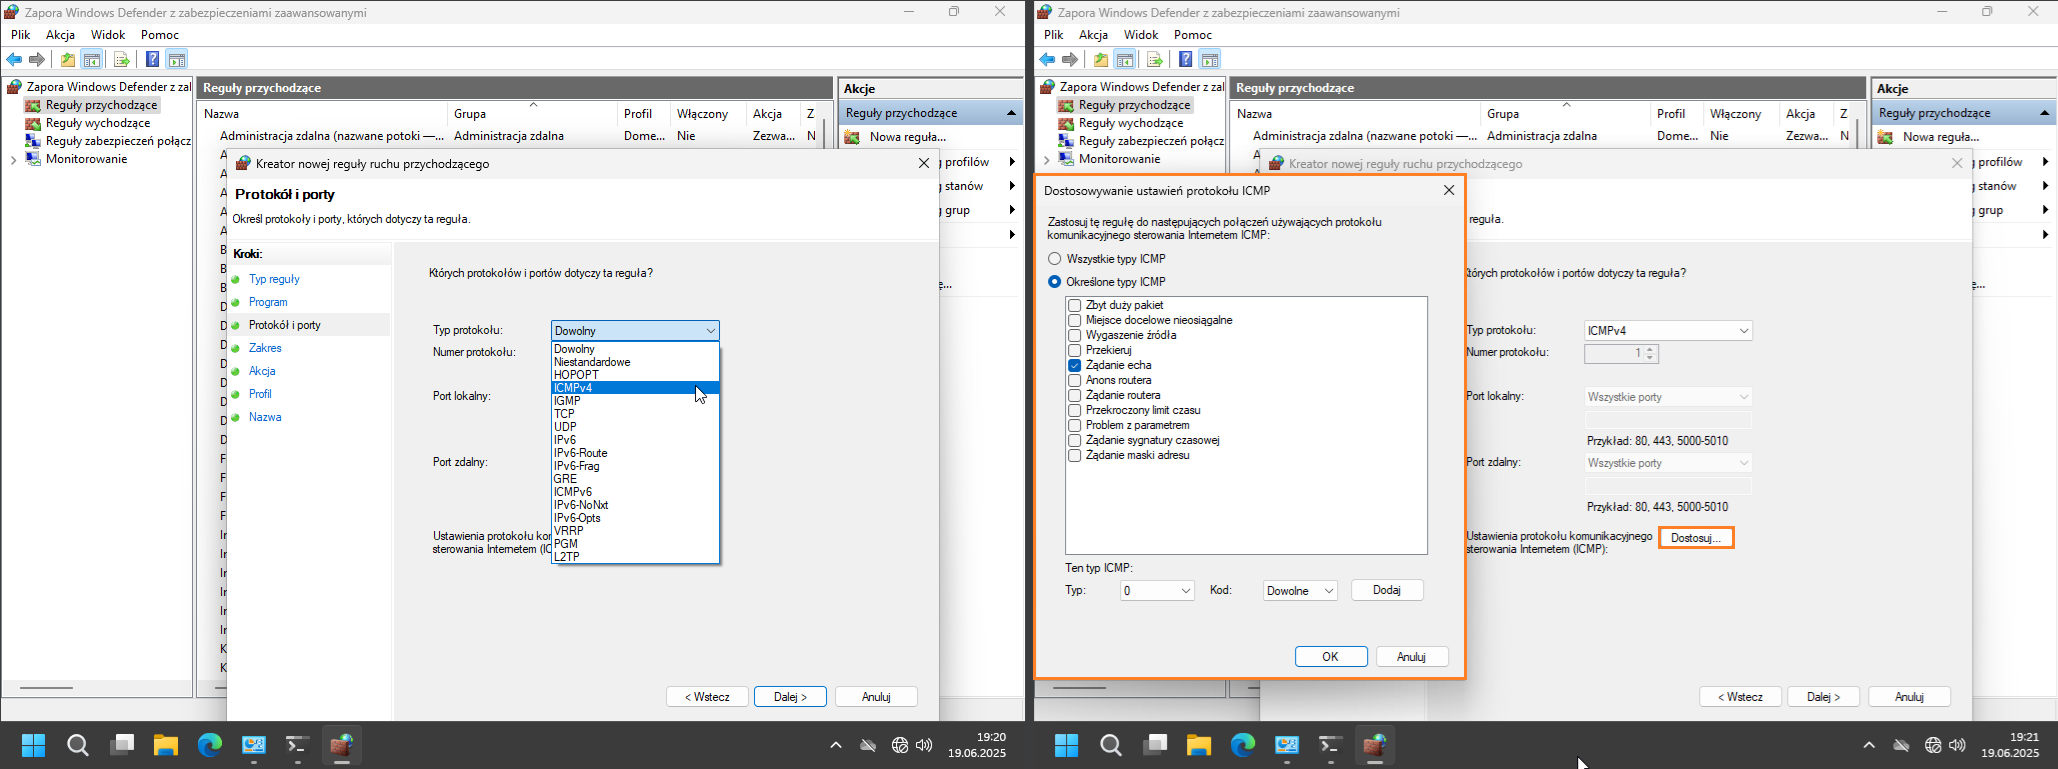 Zapora Windows Defender z zabezpieczeniami zaawansowanymi
Plik Akcja Widok Pomoc
Zapora Windows Defender z zal
Reguły przychodzące
Reguły wychodzące
Reguły zabezpieczeń połącz
Monitorowanie
Reguły przychodzące
Nazwa Grupa Profil Włączony Akcja Z
Administracja zdalna (nazwane potoki —... Administracja zdalna Dome... Nie Zezwa... N
Akcje
Reguły przychodzące
Nowa reguła...
g profilów
g stanów
g grup
ę...
Kreator nowej reguły ruchu przychodzącego
Protokół i porty
Określ protokoły i porty, których dotyczy ta reguła.
Kroki:
Typ reguły
Program
Protokół i porty
Zakres
Akcja
Profil
Nazwa
Których protokołów i portów dotyczy ta reguła?
Typ protokołu: Dowolny
Numer protokołu:
Port lokalny:
Port zdalny:
Ustawienia protokołu kor
sterowania Internetem (IC
Dowolny
Niestandardowe
HOPOPT
ICMPv4
IGMP
TCP
UDP
IPv6
IPv6-Route
IPv6-Frag
GRE
ICMPv6
IPv6-NoNxt
IPv6-Opts
VRRP
PGM
L2TP
< Wstecz Dalej > Anuluj
19:20
19.06.2025
Zapora Windows Defender z zabezpieczeniami zaawansowanymi
Plik Akcja Widok Pomoc
Zapora Windows Defender z zal
Reguły przychodzące
Reguły wychodzące
Reguły zabezpieczeń połącz
Monitorowanie
Reguły przychodzące
Nazwa Grupa Profil Włączony Akcja Z
Administracja zdalna (nazwane potoki —... Administracja zdalna Dome... Nie Zezwa... N
Akcje
Reguły przychodzące
Nowa reguła...
g profilów
g stanów
g grup
ę...
Kreator nowej reguły ruchu przychodzącego
reguła.
tórych protokołów i portów dotyczy ta reguła?
Typ protokołu: ICMPv4
Numer protokołu: 1
Port lokalny: Wszystkie porty
Przykład: 80, 443, 5000-5010
Port zdalny: Wszystkie porty
Przykład: 80, 443, 5000-5010
Ustawienia protokołu komunikacyjnego
sterowania Internetem (ICMP):
Dostosuj...
< Wstecz Dalej > Anuluj
Dostosowywanie ustawień protokołu ICMP
Zastosuj tę regułę do następujących połączeń używających protokołu
komunikacyjnego sterowania Internetem ICMP:
Wszystkie typy ICMP
Określone typy ICMP
Zbyt duży pakiet
Miejsce docelowe nieosiągalne
Wygaszenie źródła
Przekieruj
Żądanie echa
Anons routera
Żądanie routera
Przekroczony limit czasu
Problem z parametrem
Żądanie sygnatury czasowej
Żądanie maski adresu
Ten typ ICMP:
Typ: 0 Kod: Dowolne Dodaj
OK Anuluj
19:21
19.06.2025